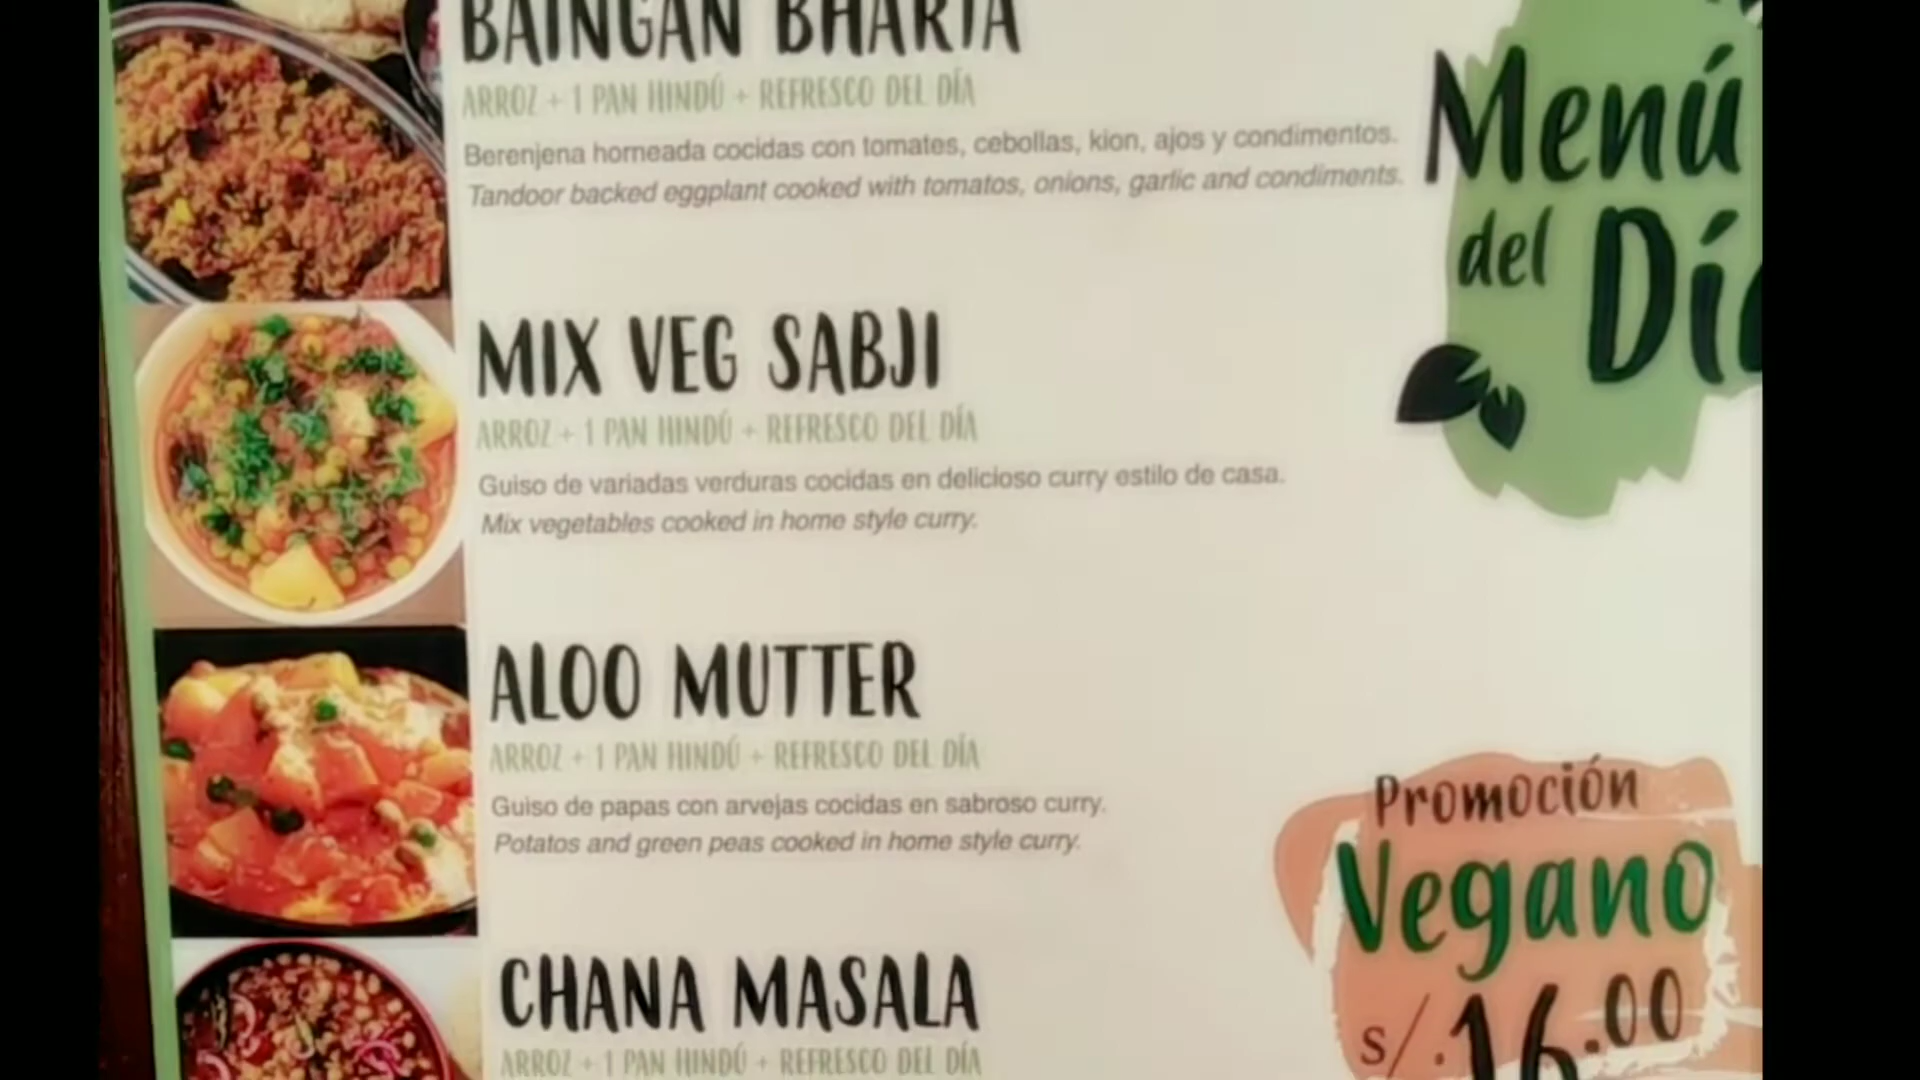 BAINGAN BHARTA
ARROZ + 1 PAN HINDÚ + REFRESCO DEL DÍA
Berenjena horneada cocidas con tomates, cebollas, kion, ajos y condimentos.
Tandoor backed eggplant cooked with tomatos, onions, garlic and condiments.
Menú
del Día
MIX VEG SABJI
ARROZ + 1 PAN HINDÚ + REFRESCO DEL DÍA
Guiso de variadas verduras cocidas en delicioso curry estilo de casa.
Mix vegetables cooked in home style curry.
ALOO MUTTER
ARROZ + 1 PAN HINDÚ + REFRESCO DEL DÍA
Guiso de papas con arvejas cocidas en sabroso curry.
Potatos and green peas cooked in home style curry.
Promoción
Vegano
S/.16.00
CHANA MASALA
ARROZ + 1 PAN HINDÚ + REFRESCO DEL DÍA